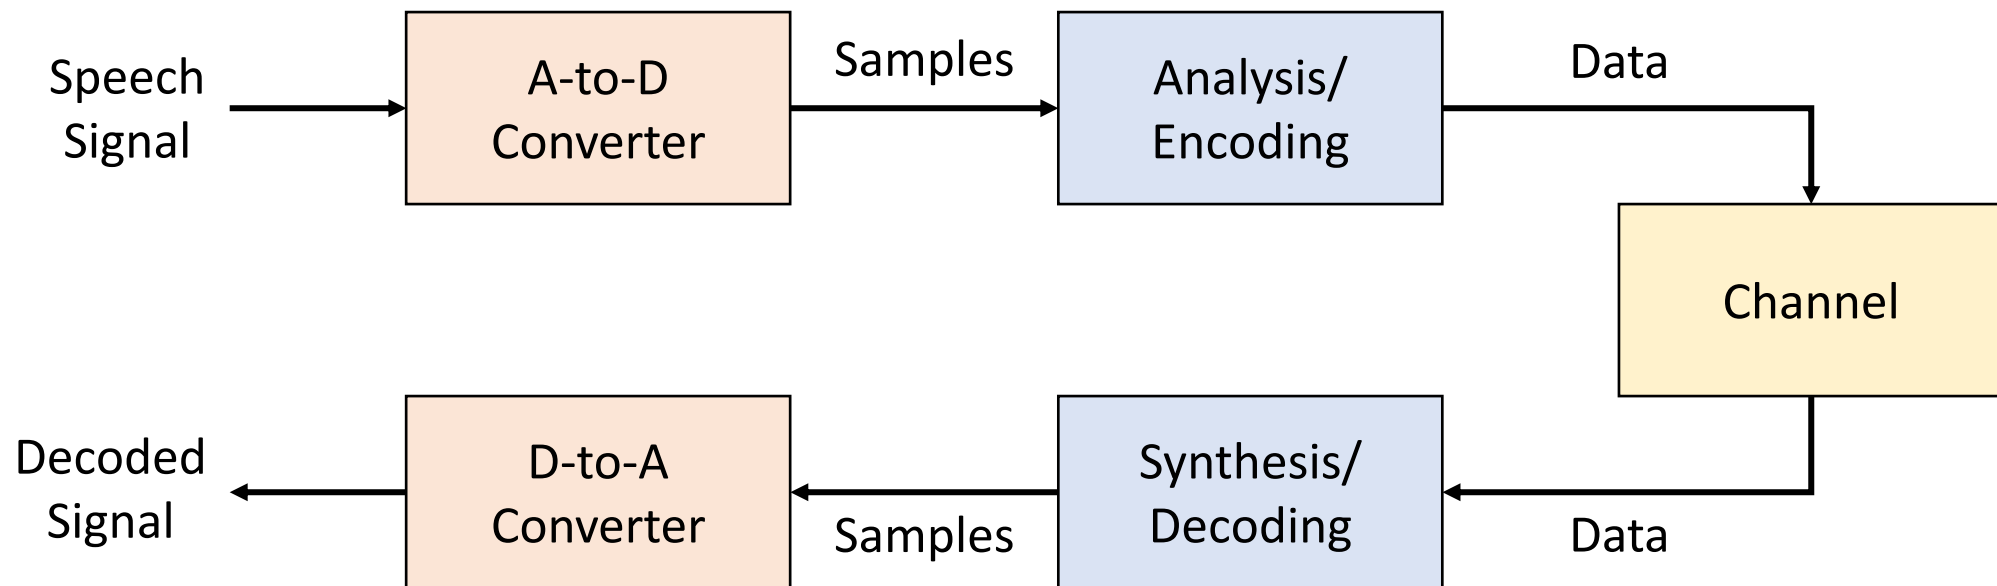 Speech
Signal
A-to-D
Converter
Samples
Analysis/
Encoding
Data
Channel
Decoded
Signal
D-to-A
Converter
Samples
Synthesis/
Decoding
Data